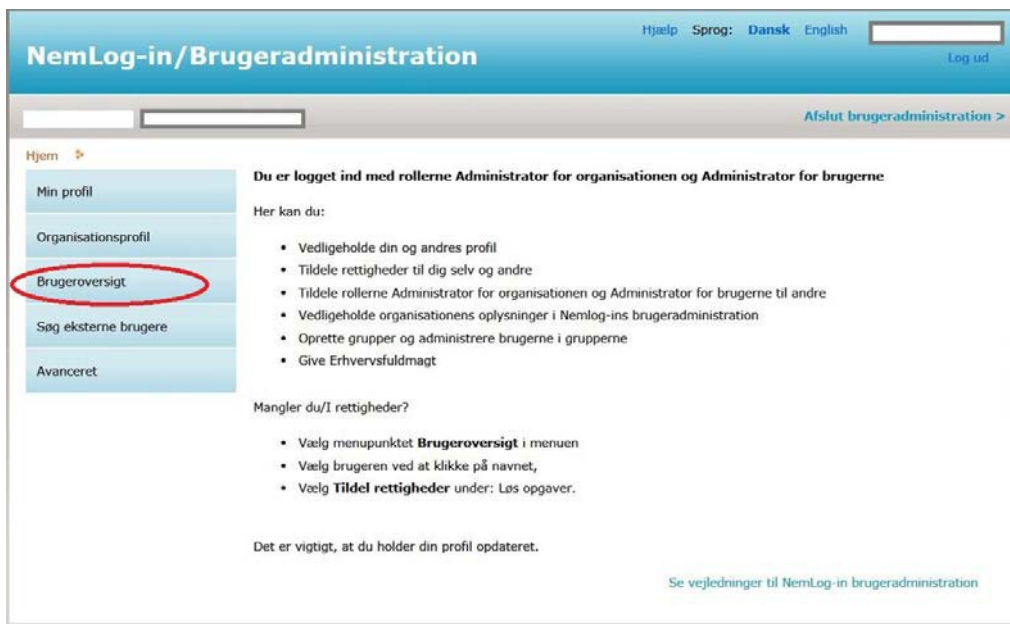 Hjælp Sprog: Dansk English
NemLog-in/Brugeradministration
Log ud
Afslut brugeradministration >
Hjem
Min profil
Organisationsprofil
Brugeroversigt
Søg eksterne brugere
Avanceret
Du er logget ind med rollerne Administrator for organisationen og Administrator for brugerne
Her kan du:
• Vedligeholde din og andres profil
• Tildele rettigheder til dig selv og andre
• Tildele rollerne Administrator for organisationen og Administrator for brugerne til andre
• Vedligeholde organisationens oplysninger i Nemlog-ins brugeradministration
• Oprette grupper og administrere brugerne i grupperne
• Give Erhvervsfuldmagt
Mangler du/I rettigheder?
• Vælg menupunktet Brugeroversigt i menuen
• Vælg brugeren ved at klikke på navnet,
• Vælg Tildel rettigheder under: Løs opgaver.
Det er vigtigt, at du holder din profil opdateret.
Se vejledninger til NemLog-in brugeradministration